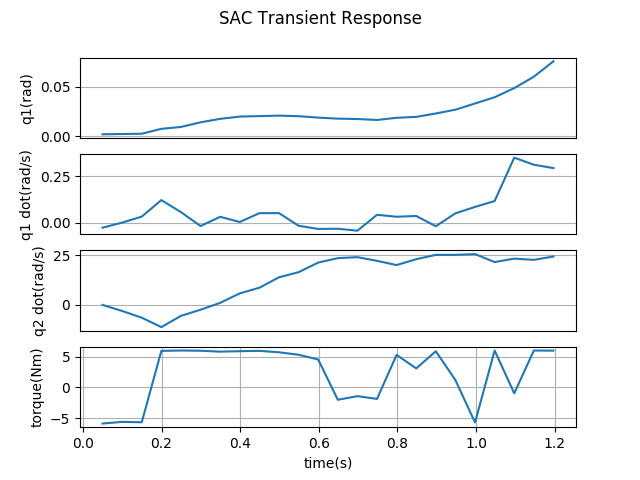 SAC Transient Response
q1(rad)
0.05
0.00
q1 dot(rad/s)
0.25
0.00
q2 dot(rad/s)
25
0
torque(Nm)
5
0
−5
0.0 0.2 0.4 0.6 0.8 1.0 1.2
time(s)